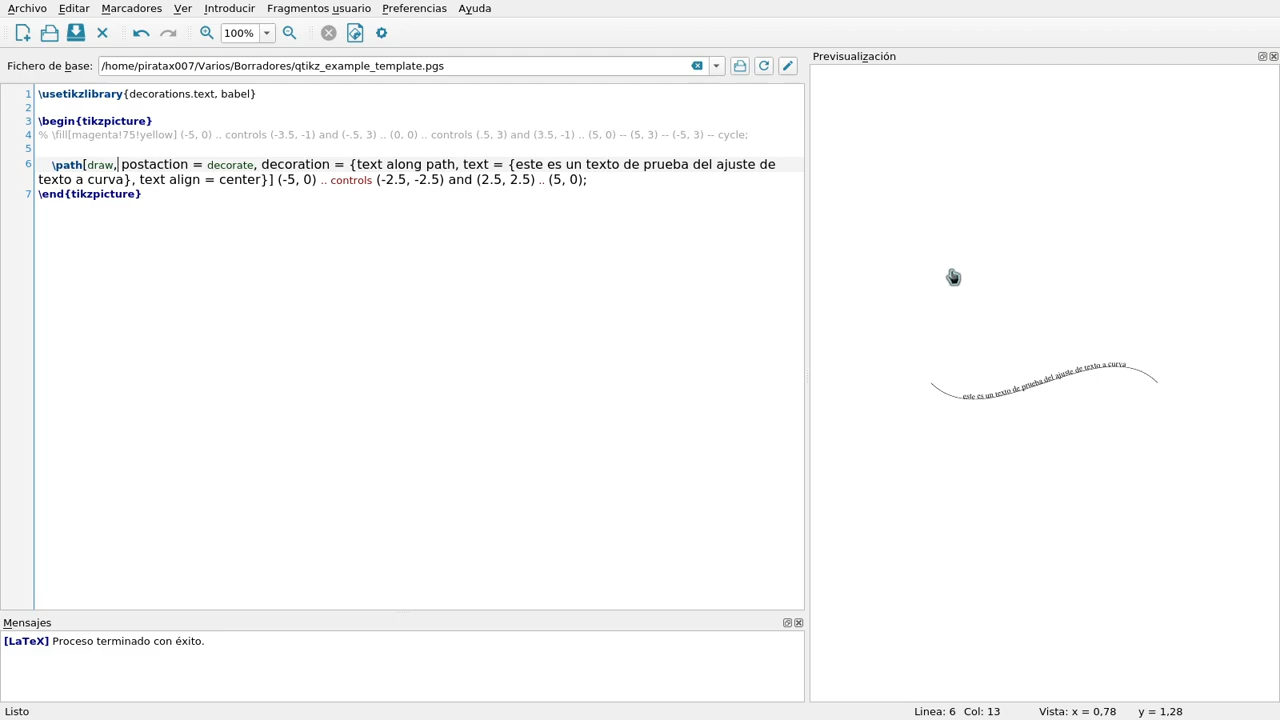 Archivo Editar Marcadores Ver Introducir Fragmentos usuario Preferencias Ayuda
100%
Fichero de base: /home/piratax007/Varios/Borradores/qtikz_example_template.pgs
Previsualización
1 \usetikzlibrary{decorations.text, babel}
2
3 \begin{tikzpicture}
4 % \fill[magenta!75!yellow] (-5, 0) .. controls (-3.5, -1) and (-.5, 3) .. (0, 0) .. controls (.5, 3) and (3.5, -1) .. (5, 0) -- (5, 3) -- (-5, 3) -- cycle;
5
6 \path[draw, postaction = decorate, decoration = {text along path, text = {este es un texto de prueba del ajuste de
texto a curva}, text align = center}] (-5, 0) .. controls (-2.5, -2.5) and (2.5, 2.5) .. (5, 0);
7 \end{tikzpicture}
este es un texto de prueba del ajuste de texto a curva
Mensajes
[LaTeX] Proceso terminado con éxito.
Listo
Linea: 6 Col: 13 Vista: x = 0,78 y = 1,28